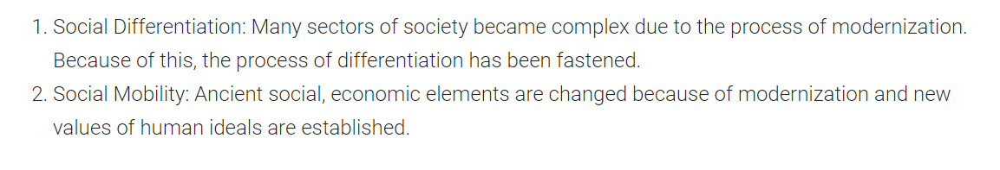 1. Social Differentiation: Many sectors of society became complex due to the process of modernization.
Because of this, the process of differentiation has been fastened.
2. Social Mobility: Ancient social, economic elements are changed because of modernization and new
values of human ideals are established.